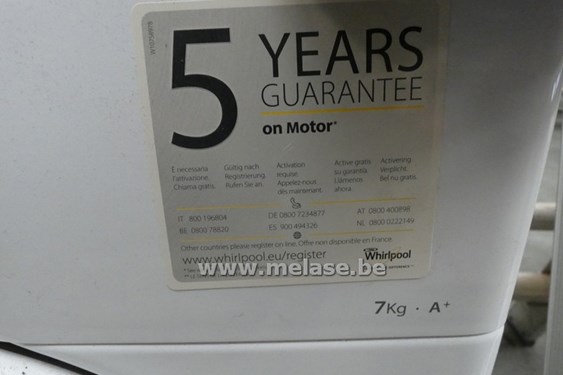 5 YEARS
GUARANTEE
on Motor*
È necessaria l'attivazione. Chiama gratis.
Gültig nach Registrierung. Rufen Sie an.
Activation requise. Appelez-nous dès maintenant
Active gratis su garantía. Llámenos ahora.
Activering Verplicht. Bel nu gratis.
IT 800 196804 DE 0800 7234877 AT 0800 400898
BE 0800 78820 ES 900 494326 NL 0800 0222149
Other countries please register on-line. Offre non disponible en France.
www.whirlpool.eu/register
Whirlpool
www.melase.be
7Kg · A+